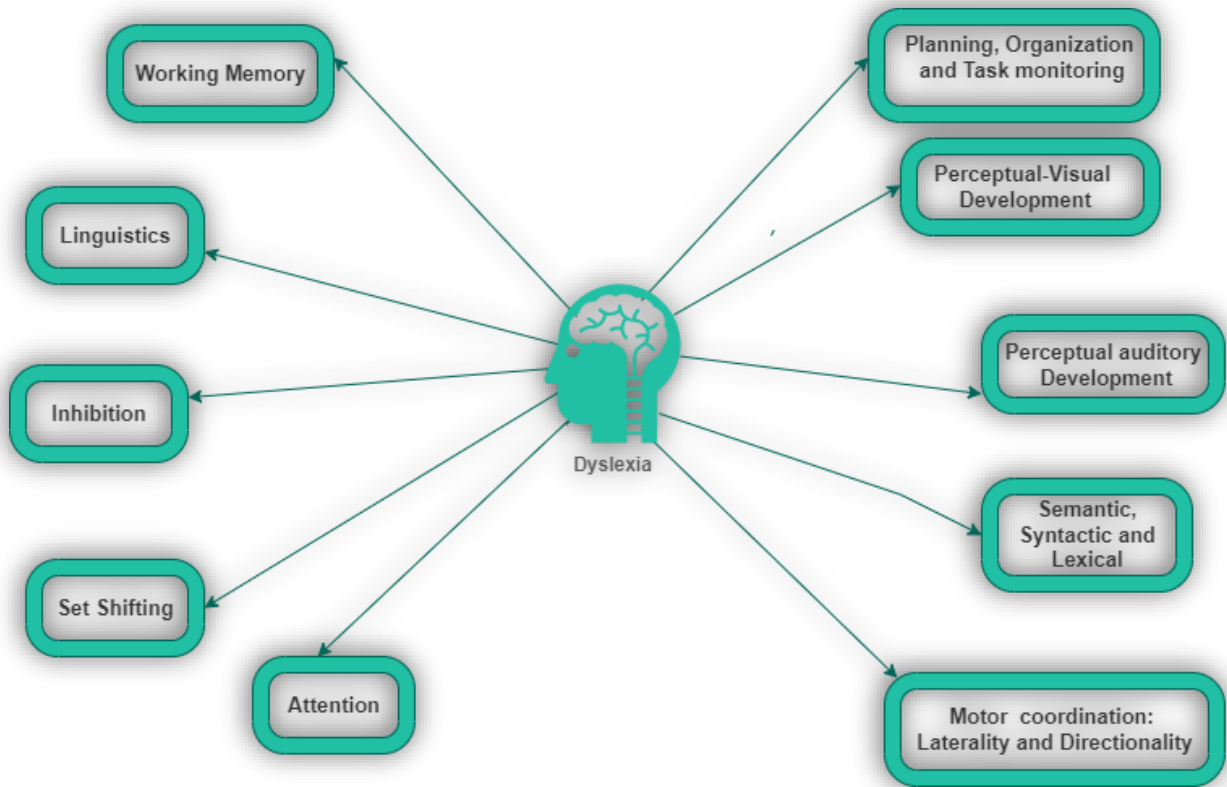 Working Memory
Planning, Organization
and Task monitoring
Perceptual-Visual
Development
Linguistics
Perceptual auditory
Development
Inhibition
Dyslexia
Semantic,
Syntactic and
Lexical
Set Shifting
Attention
Motor coordination:
Laterality and Directionality